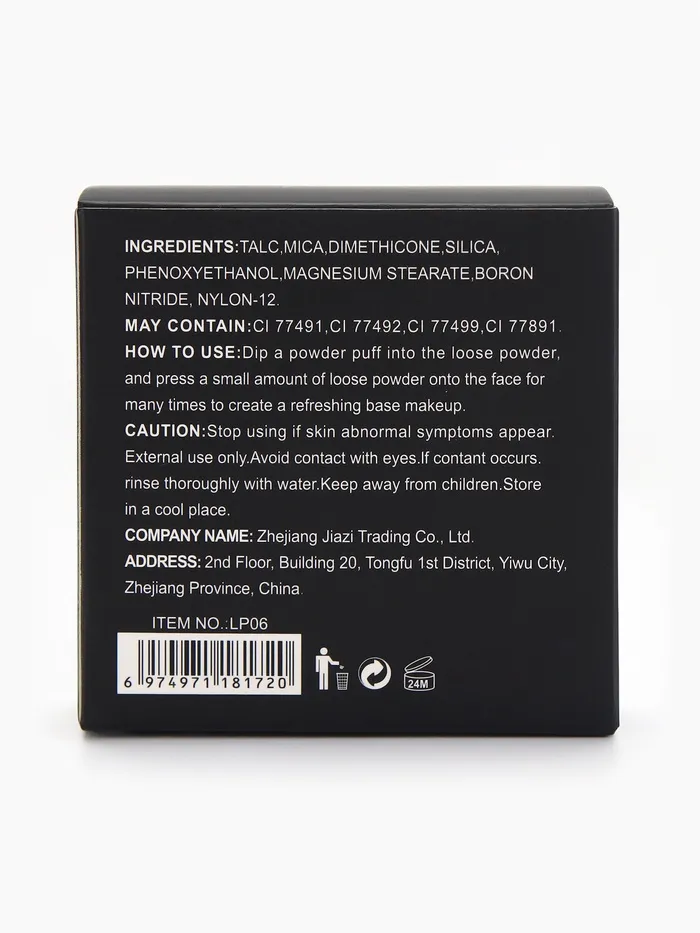 INGREDIENTS:TALC,MICA,DIMETHICONE,SILICA,
PHENOXYETHANOL,MAGNESIUM STEARATE,BORON
NITRIDE, NYLON-12.
MAY CONTAIN:CI 77491,CI 77492,CI 77499,CI 77891.
HOW TO USE:Dip a powder puff into the loose powder,
and press a small amount of loose powder onto the face for
many times to create a refreshing base makeup.
CAUTION:Stop using if skin abnormal symptoms appear.
External use only.Avoid contact with eyes.If contant occurs.
rinse thoroughly with water.Keep away from children.Store
in a cool place.
COMPANY NAME: Zhejiang Jiazi Trading Co., Ltd.
ADDRESS: 2nd Floor, Building 20, Tongfu 1st District, Yiwu City,
Zhejiang Province, China.
ITEM NO.:LP06
6 974971 181720
24M